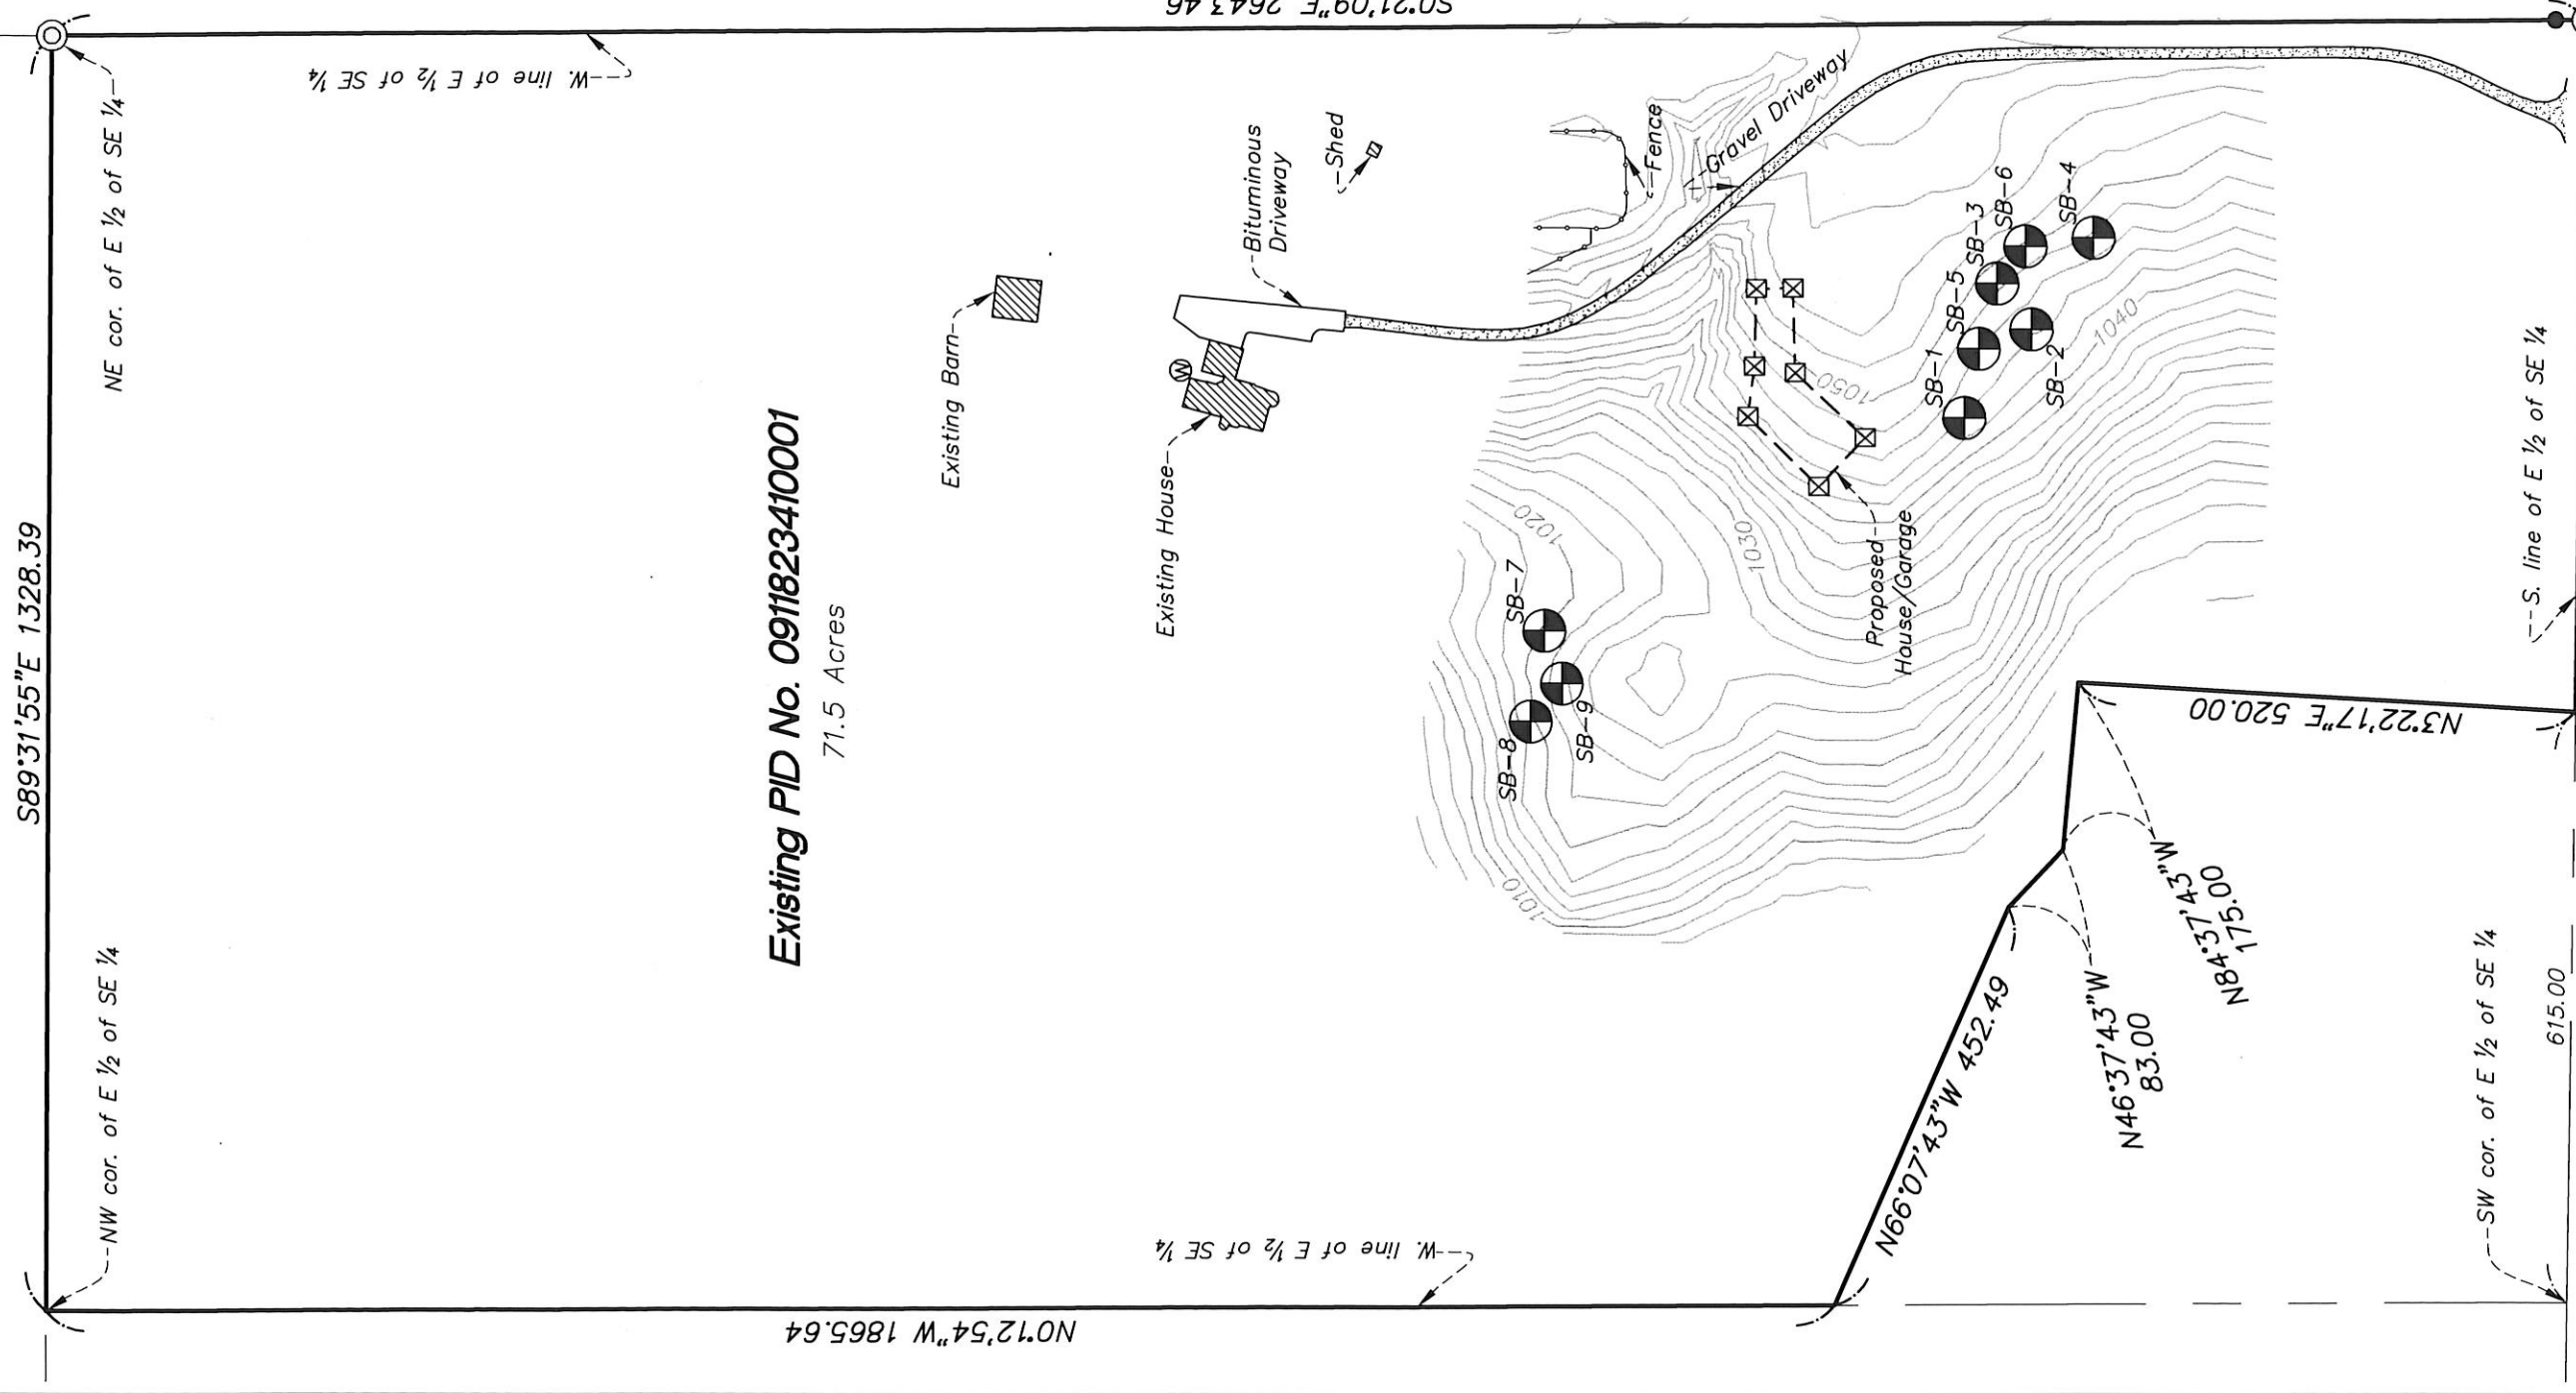 S0°21'09"E 2643.46
S89°31'55"E 1328.39
NE cor. of E ½ of SE ¼
W. line of E ½ of SE ¼
NW cor. of E ½ of SE ¼
Existing PID No. 0911823410001
71.5 Acres
Existing Barn
Existing House
W
Bituminous
Driveway
Shed
Fence
Gravel Driveway
SB-1
SB-5
SB-3
SB-6
SB-4
SB-2
1040
1050
1030
1020
1010
Proposed
House/Garage
SB-7
SB-8
SB-9
W. line of E ½ of SE ¼
N0°12'54"W 1865.64
N66°07'43"W 452.49
N46°37'43"W
83.00
N84°37'43"W
175.00
N3°22'17"E 520.00
S. line of E ½ of SE ¼
SW cor. of E ½ of SE ¼
615.00